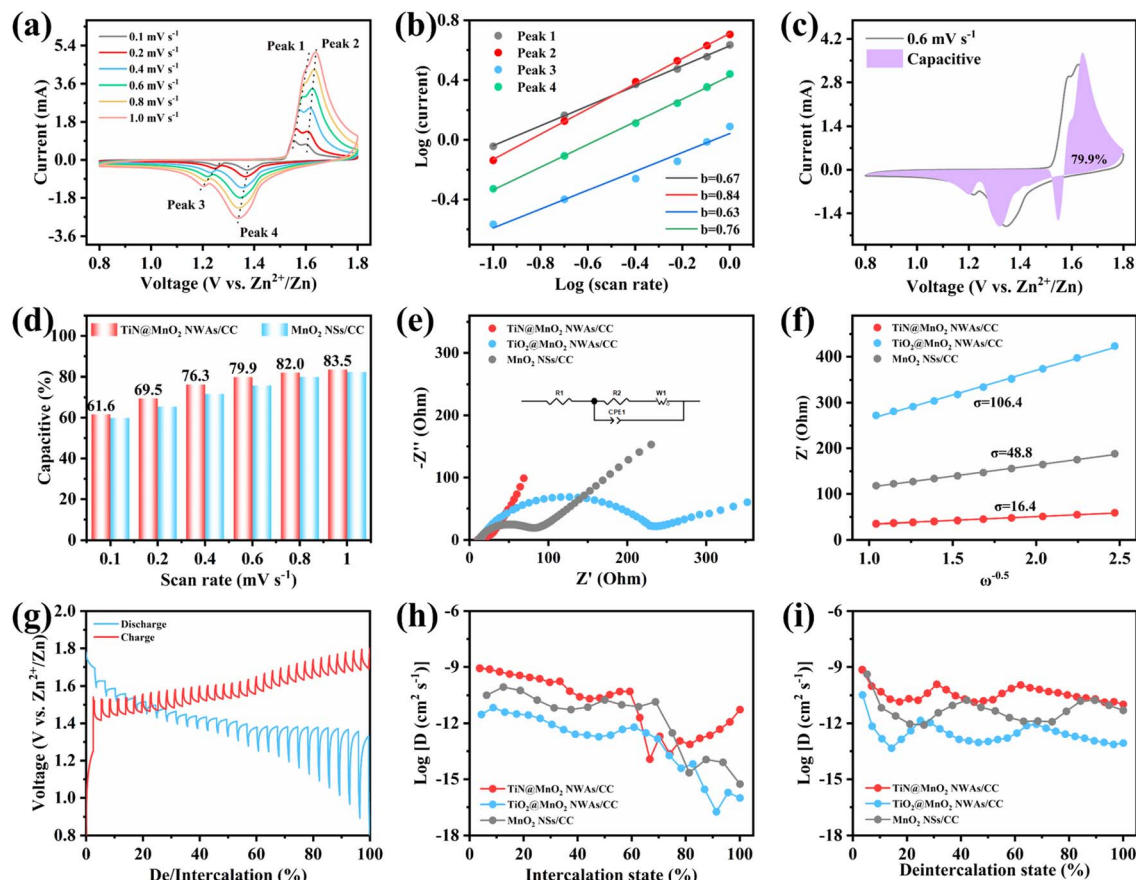 (a)
0.1 mV s⁻¹
0.2 mV s⁻¹
0.4 mV s⁻¹
0.6 mV s⁻¹
0.8 mV s⁻¹
1.0 mV s⁻¹
Peak 1
Peak 2
Peak 3
Peak 4
5.4
3.6
1.8
0.0
-1.8
-3.6
Current (mA)
0.8 1.0 1.2 1.4 1.6 1.8
Voltage (V vs. Zn²⁺/Zn)
(b)
Peak 1
Peak 2
Peak 3
Peak 4
b=0.67
b=0.84
b=0.63
b=0.76
0.8
0.4
0.0
-0.4
Log (current)
-1.0 -0.8 -0.6 -0.4 -0.2 0.0
Log (scan rate)
(c)
0.6 mV s⁻¹
Capacitive
79.9%
4.2
2.8
1.4
0.0
-1.4
Current (mA)
0.8 1.0 1.2 1.4 1.6 1.8
Voltage (V vs. Zn²⁺/Zn)
(d)
TiN@MnO₂ NWAs/CC MnO₂ NSs/CC
61.6 69.5 76.3 79.9 82.0 83.5
100
80
60
40
20
0
Capacitive (%)
0.1 0.2 0.4 0.6 0.8 1
Scan rate (mV s⁻¹)
(e)
TiN@MnO₂ NWAs/CC
TiO₂@MnO₂ NWAs/CC
MnO₂ NSs/CC
R1 R2 W1
CPE1
300
200
100
0
-Z'' (Ohm)
0 100 200 300
Z' (Ohm)
(f)
TiN@MnO₂ NWAs/CC
TiO₂@MnO₂ NWAs/CC
MnO₂ NSs/CC
σ=106.4
σ=48.8
σ=16.4
400
300
200
100
0
Z' (Ohm)
1.0 1.5 2.0 2.5
ω⁻⁰·⁵
(g)
Discharge
Charge
2.0
1.8
1.6
1.4
1.2
1.0
0.8
Voltage (V vs. Zn²⁺/Zn)
0 20 40 60 80 100
De/Intercalation (%)
(h)
TiN@MnO₂ NWAs/CC
TiO₂@MnO₂ NWAs/CC
MnO₂ NSs/CC
-6
-9
-12
-15
-18
Log [D (cm² s⁻¹)]
0 20 40 60 80 100
Intercalation state (%)
(i)
TiN@MnO₂ NWAs/CC
TiO₂@MnO₂ NWAs/CC
MnO₂ NSs/CC
-6
-9
-12
-15
-18
Log [D (cm² s⁻¹)]
0 20 40 60 80 100
Deintercalation state (%)